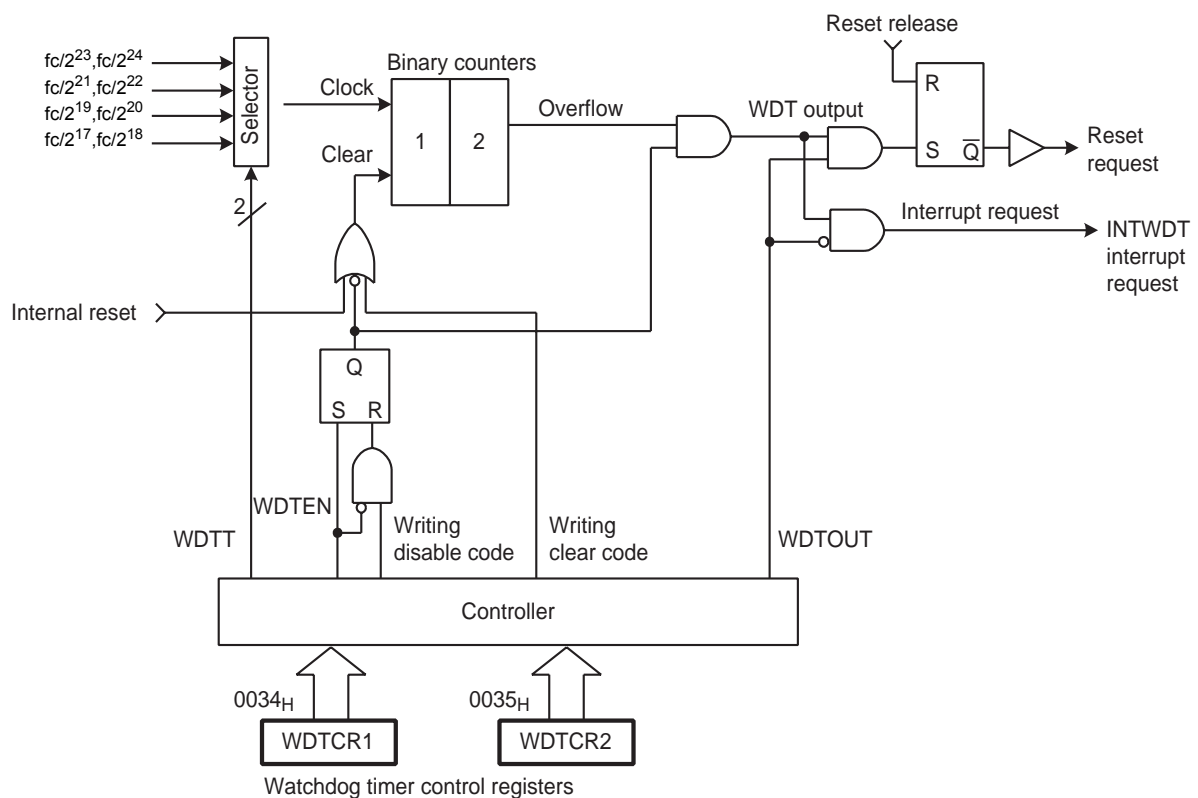 Reset release
fc/2^23,fc/2^24
fc/2^21,fc/2^22
fc/2^19,fc/2^20
fc/2^17,fc/2^18
Selector
Binary counters
Clock
1
2
Clear
Overflow
WDT output
R
S
Q̅
Reset
request
2
Interrupt request
INTWDT
interrupt
request
Internal reset
Q
S
R
WDTEN
WDTT
Writing
disable code
Writing
clear code
WDTOUT
Controller
0034H
0035H
WDTCR1
WDTCR2
Watchdog timer control registers